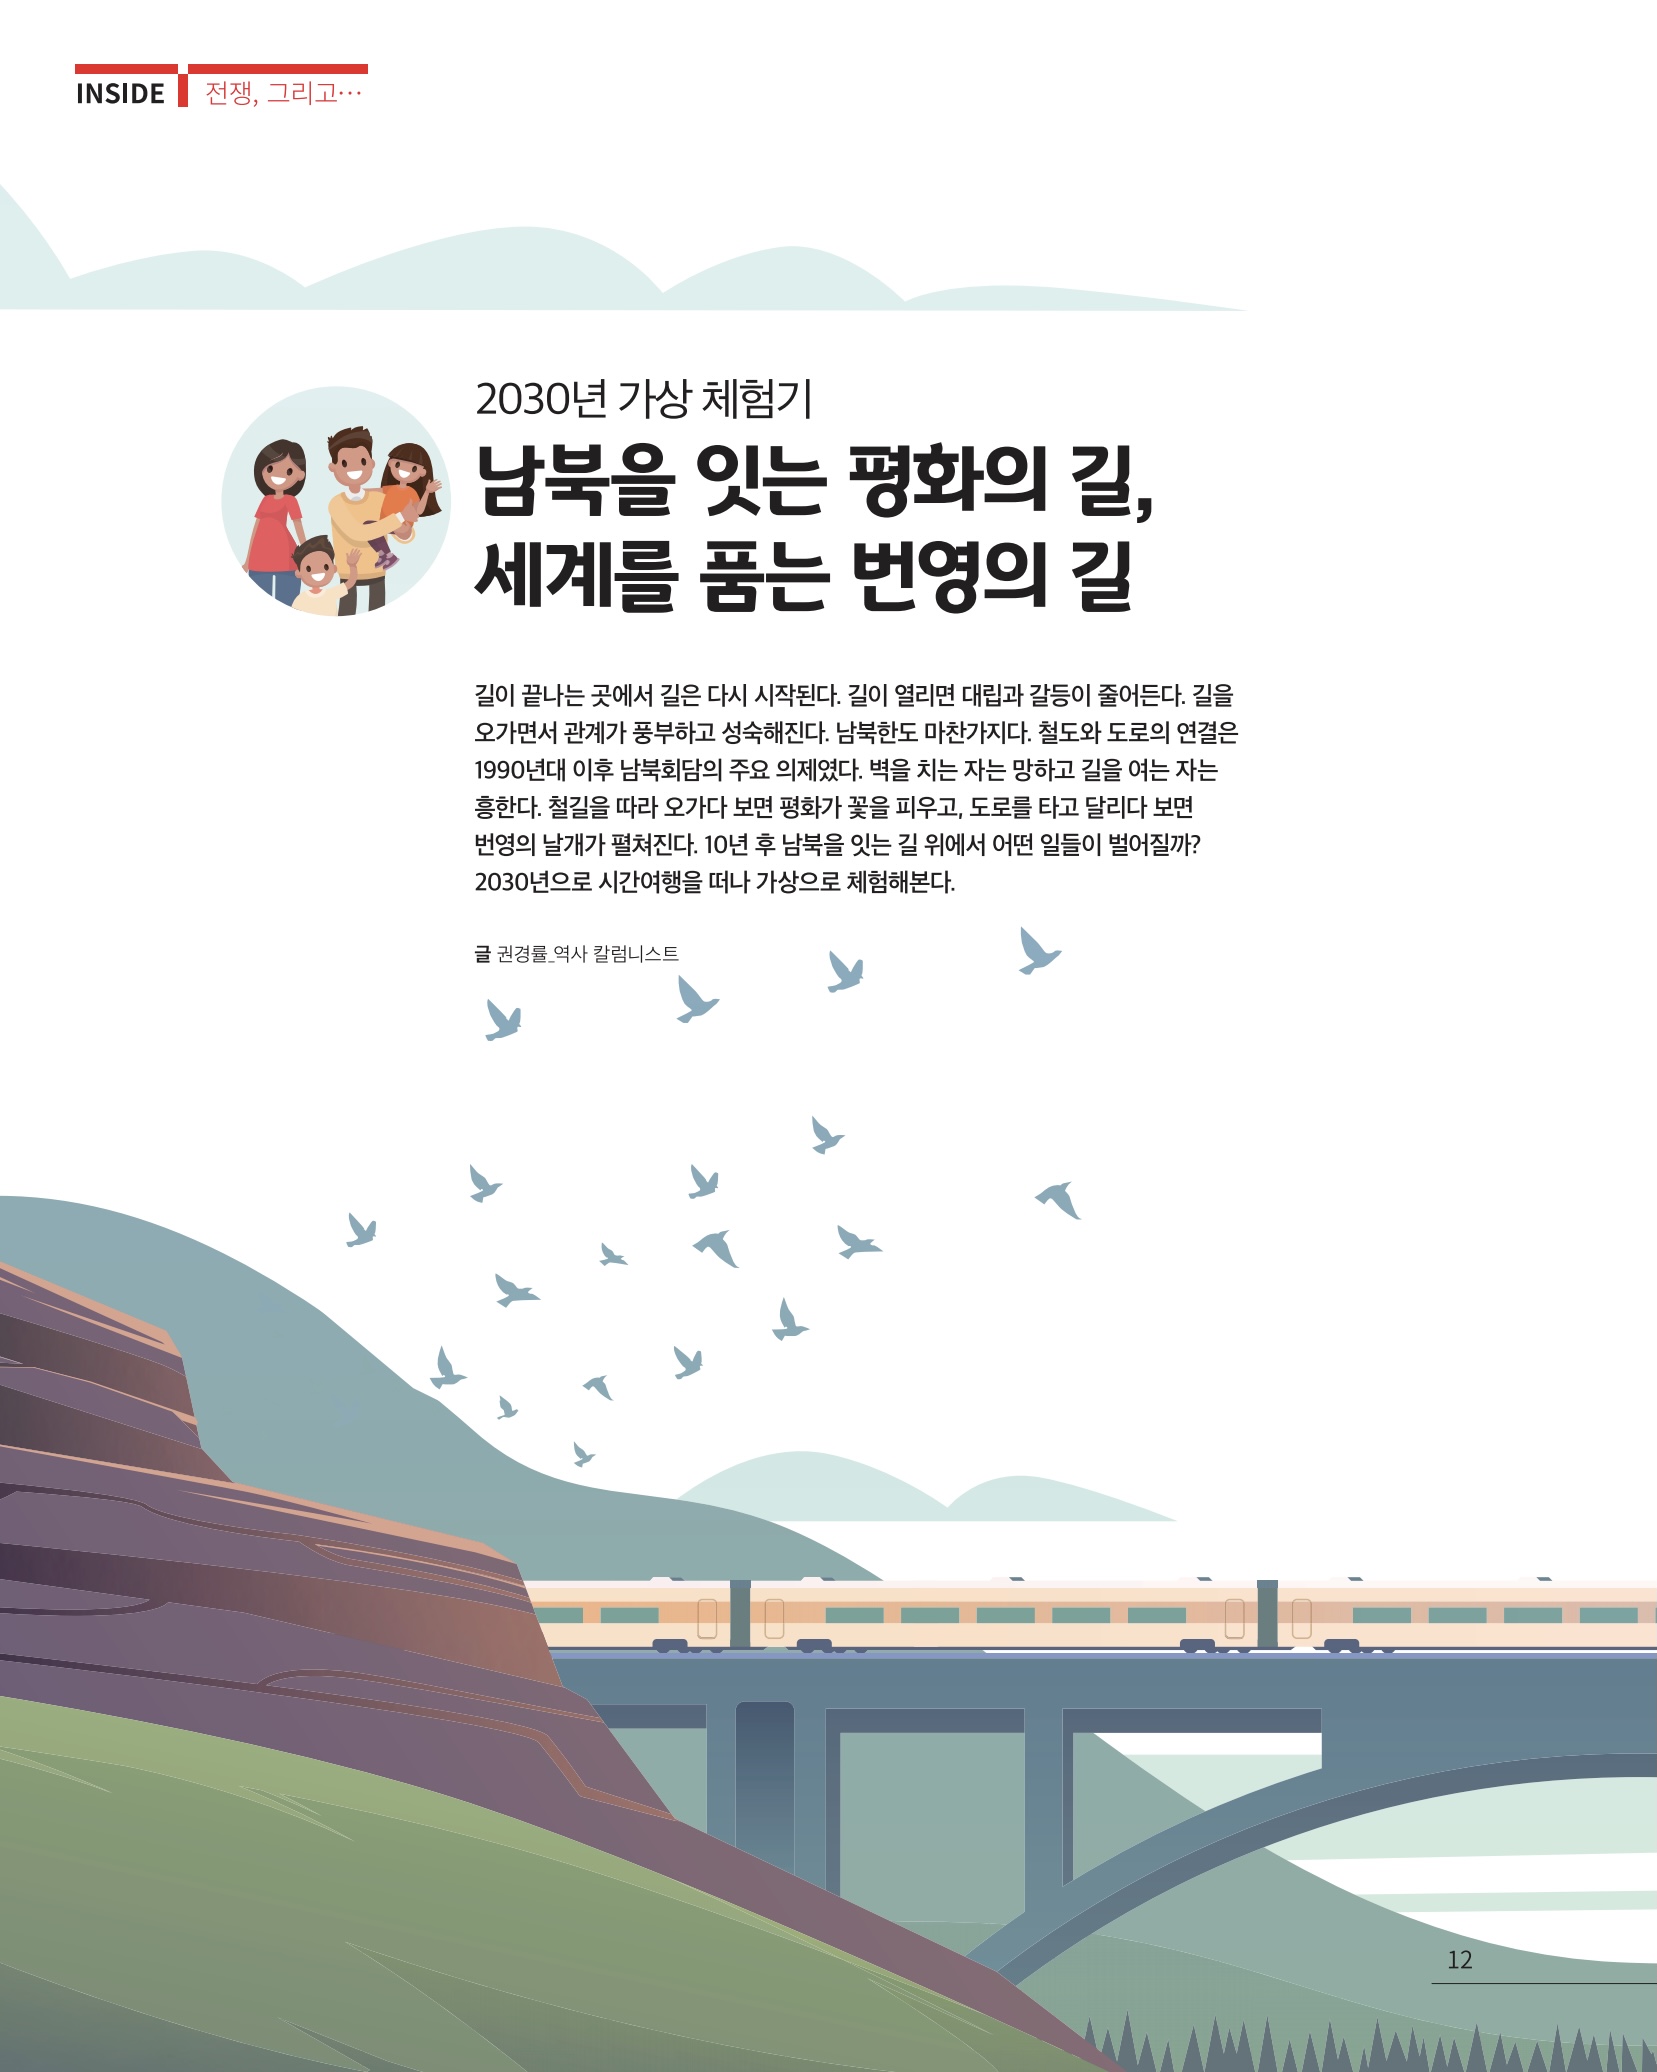 INSIDE 전쟁, 그리고…
2030년 가상 체험기
남북을 잇는 평화의 길,
세계를 품는 번영의 길
길이 끝나는 곳에서 길은 다시 시작된다. 길이 열리면 대립과 갈등이 줄어든다. 길을
오가면서 관계가 풍부하고 성숙해진다. 남북한도 마찬가지다. 철도와 도로의 연결은
1990년대 이후 남북회담의 주요 의제였다. 벽을 치는 자는 망하고 길을 여는 자는
흥한다. 철길을 따라 오가다 보면 평화가 꽃을 피우고, 도로를 타고 달리다 보면
번영의 날개가 펼쳐진다. 10년 후 남북을 잇는 길 위에서 어떤 일들이 벌어질까?
2030년으로 시간여행을 떠나 가상으로 체험해본다.
글 권경률_역사 칼럼니스트
12